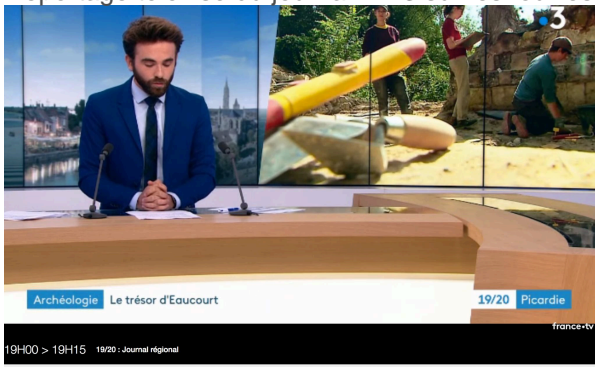 3
Archéologie Le trésor d'Eaucourt 19/20 Picardie
france•tv
19H00 > 19H15 19/20 : Journal régional